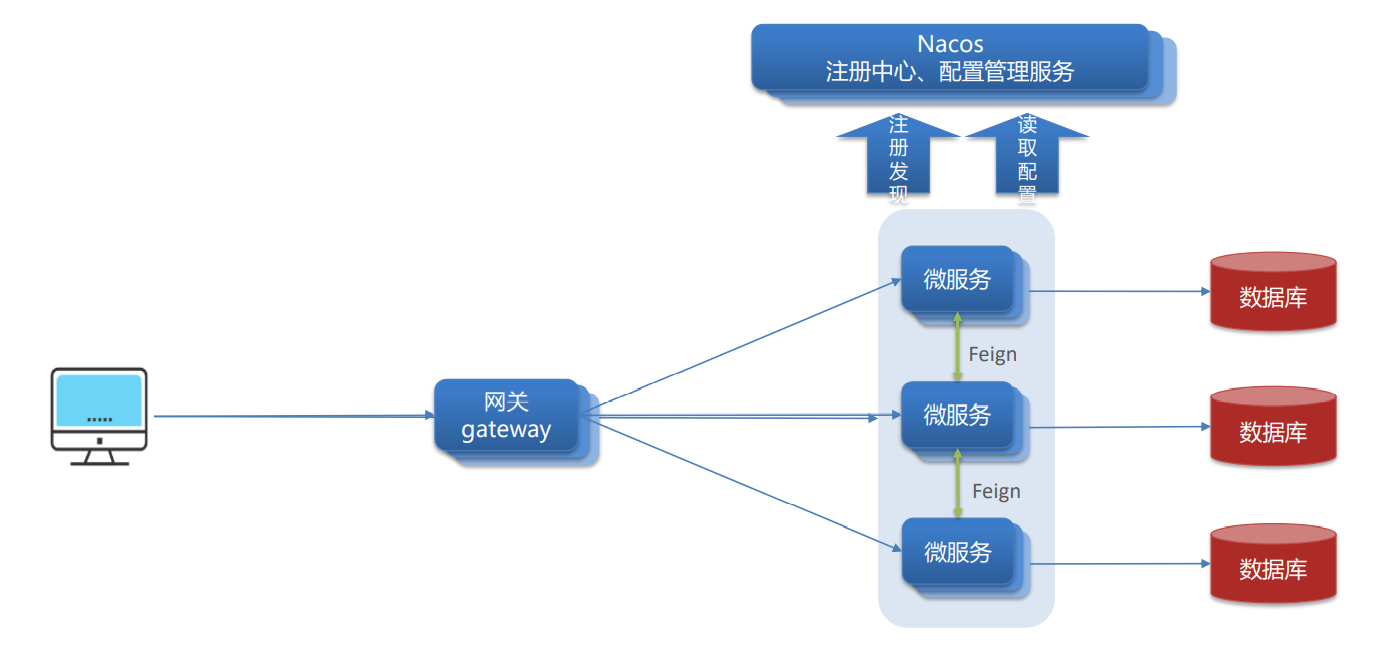 Nacos
注册中心、配置管理服务
注册发现
读取配置
微服务
数据库
Feign
网关
gateway
微服务
数据库
Feign
微服务
数据库